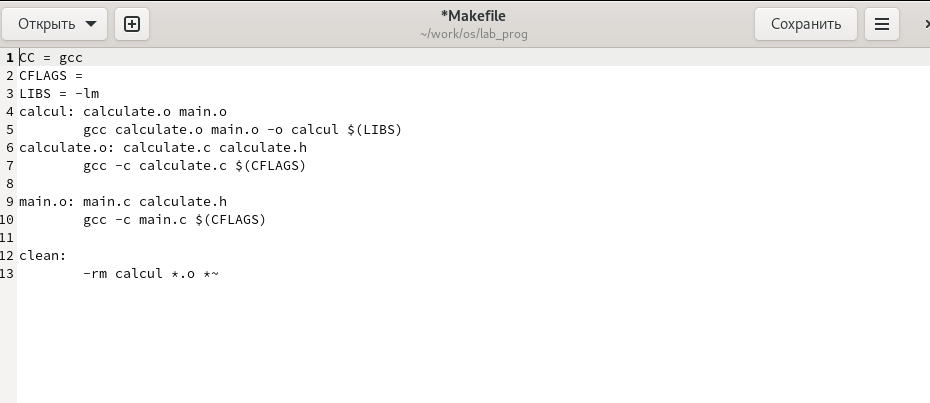 Открыть *Makefile Сохранить
~/work/os/lab_prog
1 CC = gcc
2 CFLAGS =
3 LIBS = -lm
4 calcul: calculate.o main.o
5         gcc calculate.o main.o -o calcul $(LIBS)
6 calculate.o: calculate.c calculate.h
7         gcc -c calculate.c $(CFLAGS)
8
9 main.o: main.c calculate.h
10         gcc -c main.c $(CFLAGS)
11
12 clean:
13         -rm calcul *.o *~